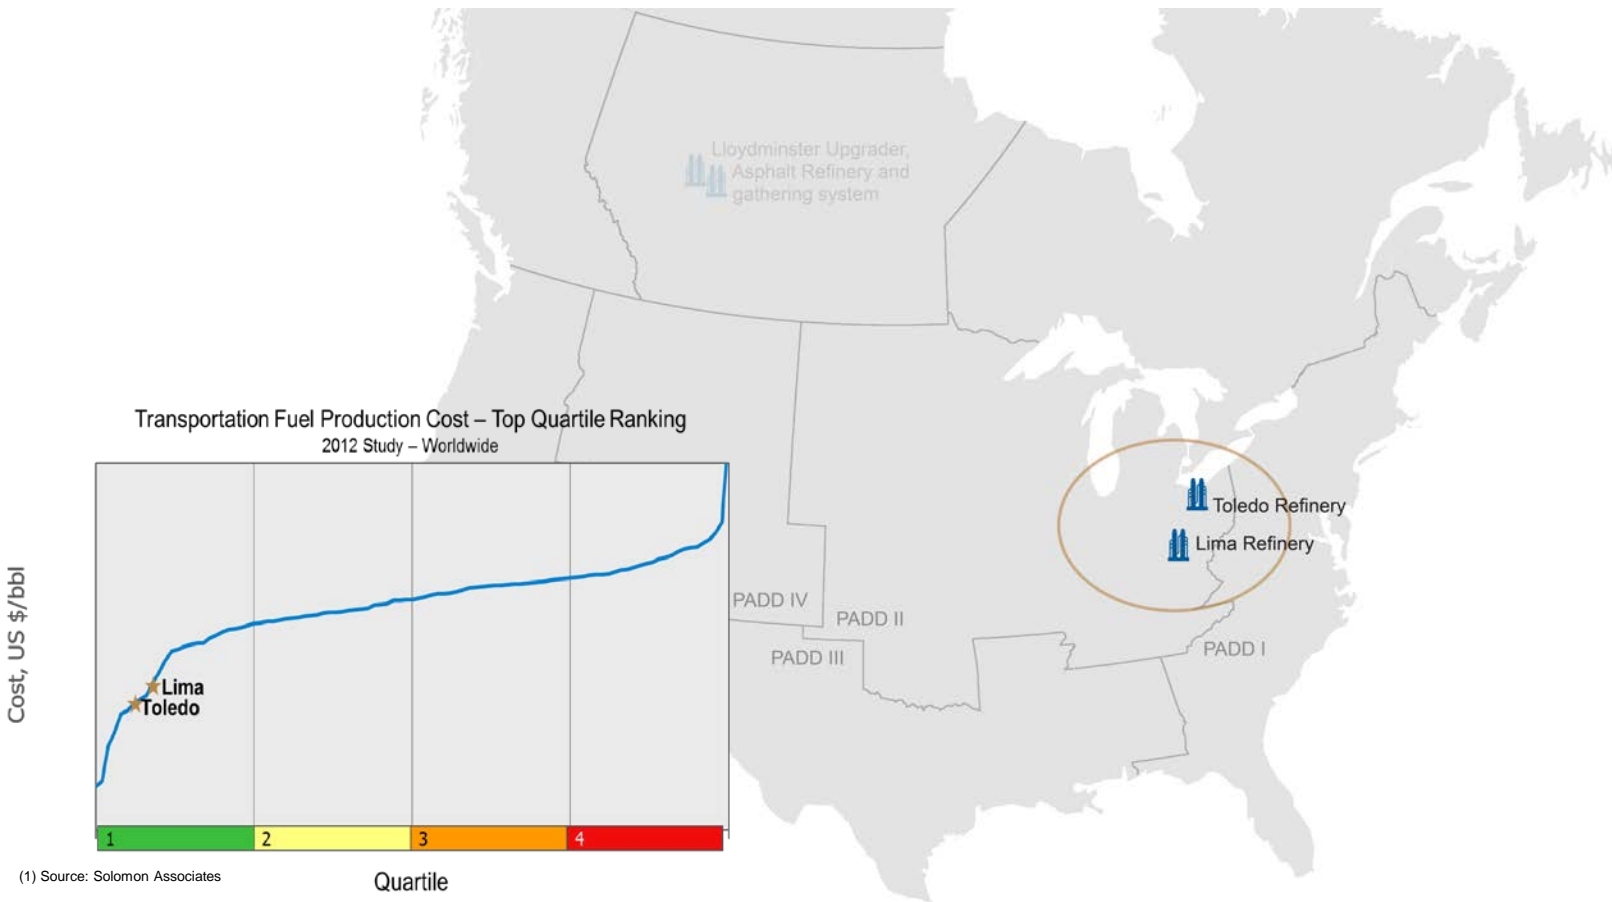 Lloydminster Upgrader,
Asphalt Refinery and
gathering system
Transportation Fuel Production Cost – Top Quartile Ranking
2012 Study – Worldwide
Toledo Refinery
Lima Refinery
PADD IV
PADD II
PADD III
PADD I
Cost, US $/bbl
Lima
Toledo
1
2
3
4
Quartile
(1) Source: Solomon Associates